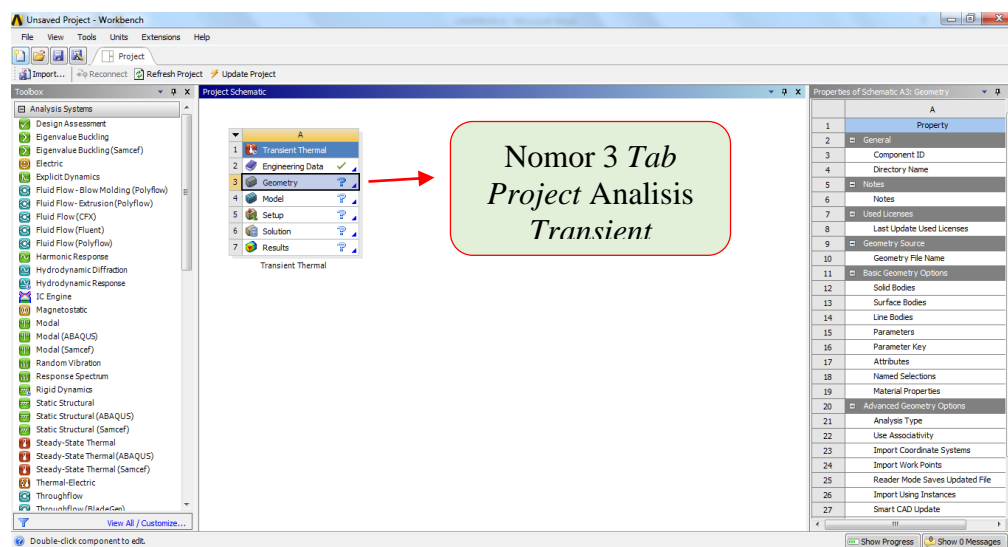 Unsaved Project - Workbench
File View Tools Units Extensions Help
Project
Import... Reconnect Refresh Project Update Project
Toolbox
Analysis Systems
Design Assessment
Eigenvalue Buckling
Eigenvalue Buckling (Samcef)
Electric
Explicit Dynamics
Fluid Flow - Blow Molding (Polyflow)
Fluid Flow - Extrusion (Polyflow)
Fluid Flow (CFX)
Fluid Flow (Fluent)
Fluid Flow (Polyflow)
Harmonic Response
Hydrodynamic Diffraction
Hydrodynamic Response
IC Engine
Magnetostatic
Modal
Modal (ABAQUS)
Modal (Samcef)
Random Vibration
Response Spectrum
Rigid Dynamics
Static Structural
Static Structural (ABAQUS)
Static Structural (Samcef)
Steady-State Thermal
Steady-State Thermal (ABAQUS)
Steady-State Thermal (Samcef)
Thermal-Electric
Throughflow
Throughflow (BladeGen)
View All / Customize...
Project Schematic
A
1 Transient Thermal
2 Engineering Data
3 Geometry
4 Model
5 Setup
6 Solution
7 Results
Transient Thermal
Nomor 3 Tab
Project Analisis
Transient
Properties of Schematic A3: Geometry
A
1 Property
2 General
3 Component ID
4 Directory Name
5 Notes
6 Notes
7 Used Licenses
8 Last Update Used Licenses
9 Geometry Source
10 Geometry File Name
11 Basic Geometry Options
12 Solid Bodies
13 Surface Bodies
14 Line Bodies
15 Parameters
16 Parameter Key
17 Attributes
18 Named Selections
19 Material Properties
20 Advanced Geometry Options
21 Analysis Type
22 Use Associativity
23 Import Coordinate Systems
24 Import Work Points
25 Reader Mode Saves Updated File
26 Import Using Instances
27 Smart CAD Update
Double-click component to edit.
Show Progress Show 0 Messages